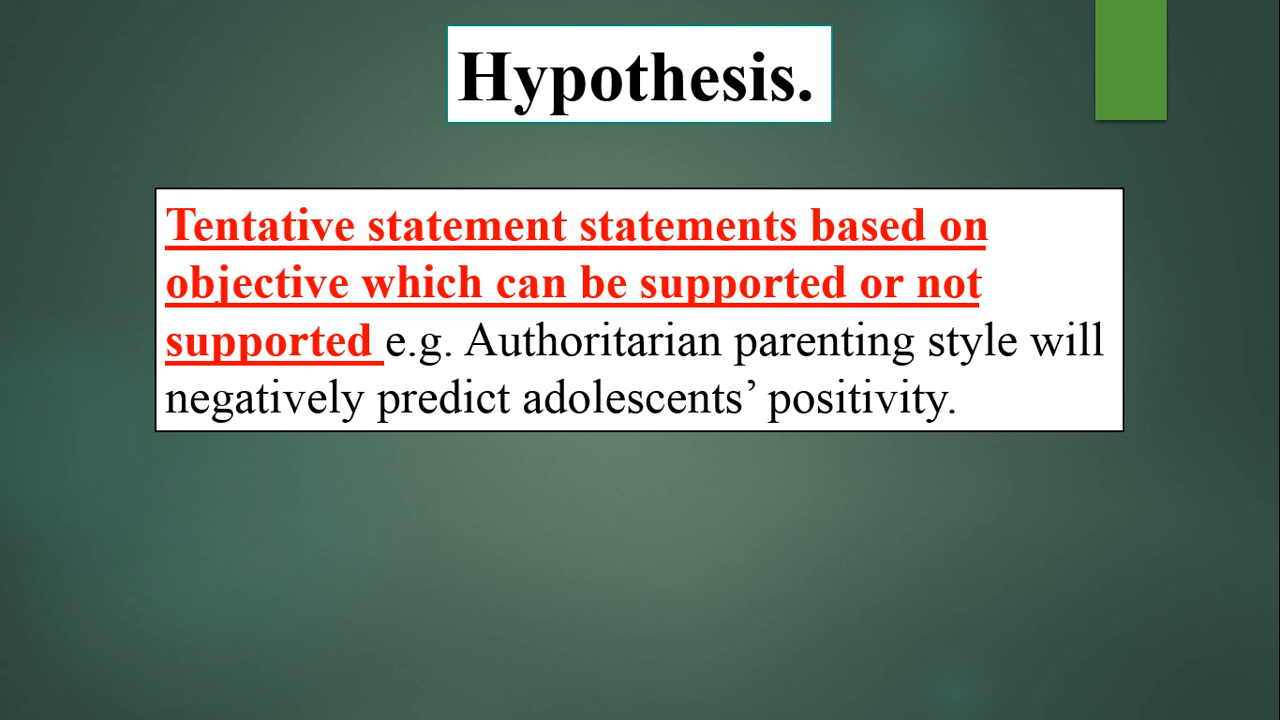 Hypothesis.
Tentative statement statements based on
objective which can be supported or not
supported e.g. Authoritarian parenting style will
negatively predict adolescents’ positivity.